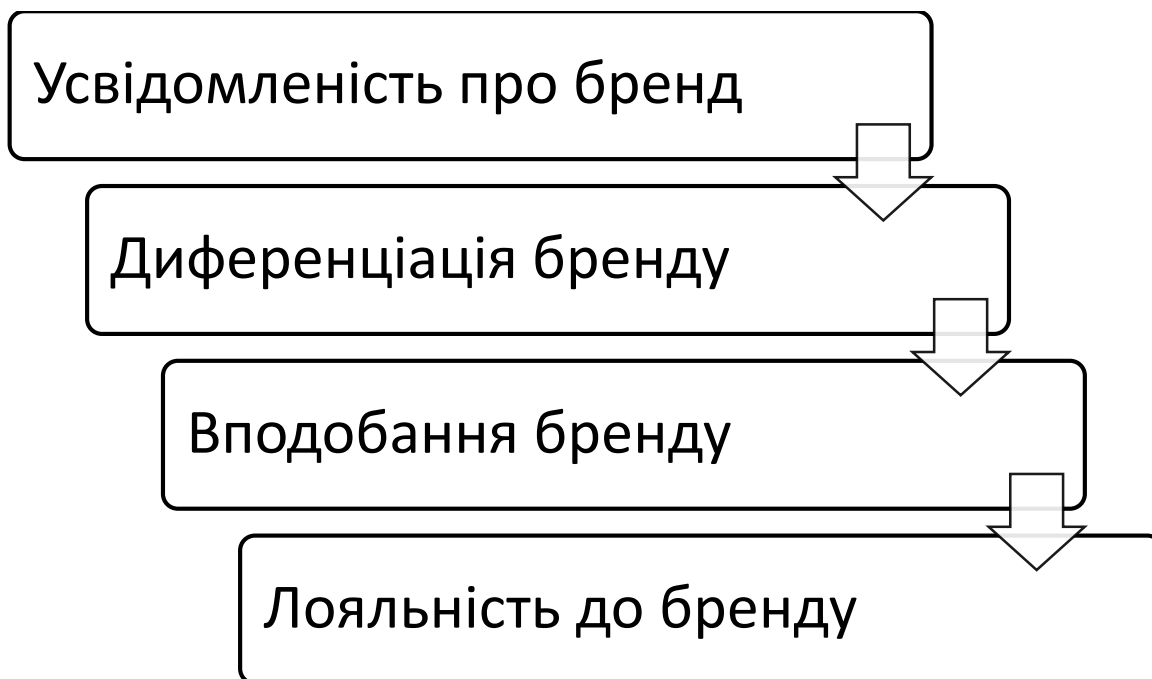 Усвідомленість про бренд
Диференціація бренду
Вподобання бренду
Лояльність до бренду